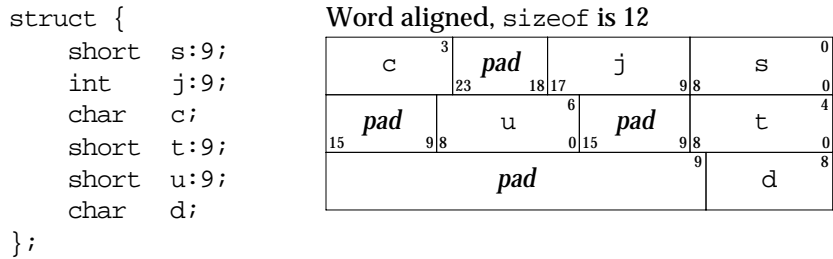 struct {
short s:9;
int j:9;
char c;
short t:9;
short u:9;
char d;
};
Word aligned, sizeof is 12
c 3 pad 23 18 j 17 9 s 0 8 0
pad 15 9 u 6 8 0 pad 15 9 t 4 8 0
pad 9 d 8